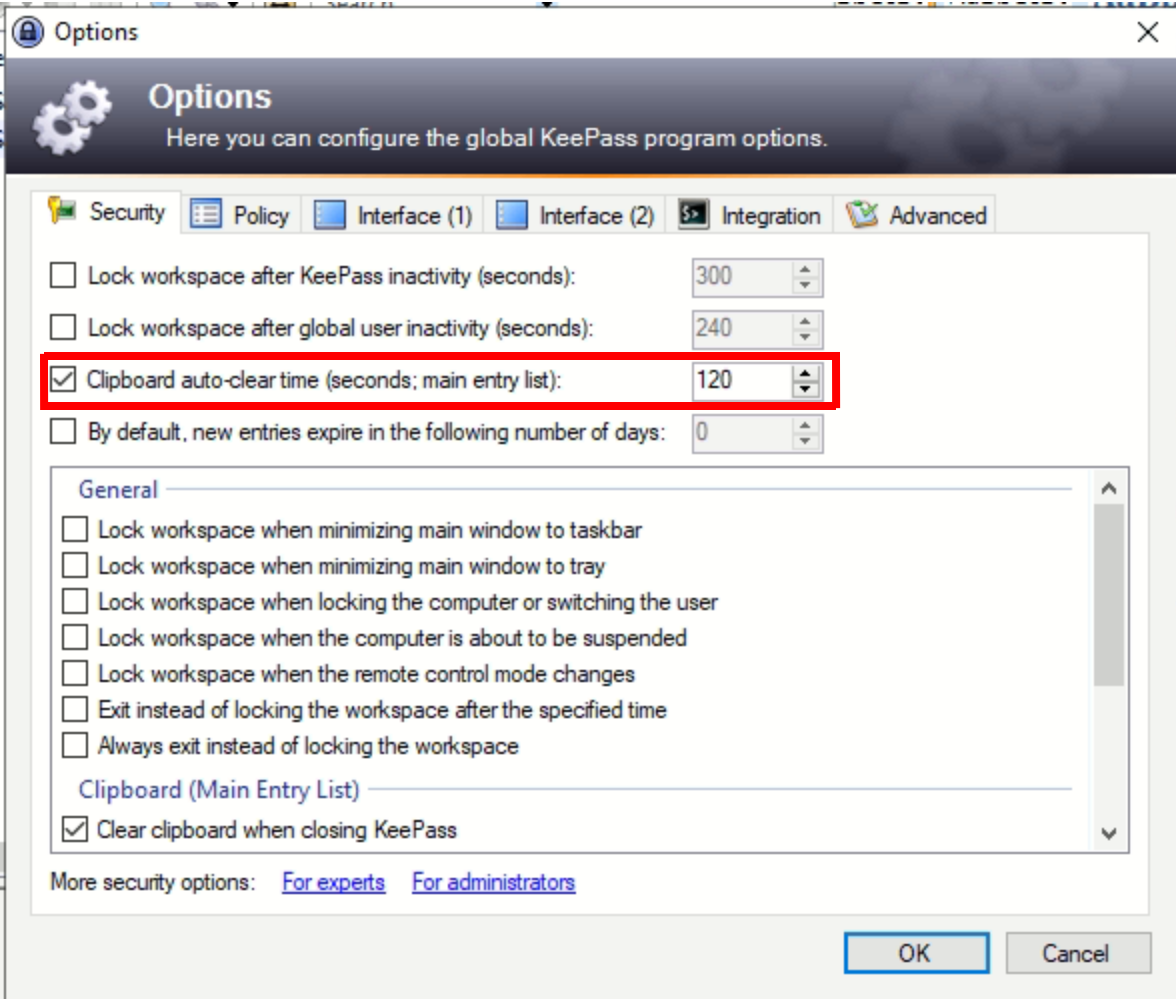 Options
Options
Here you can configure the global KeePass program options.
Security Policy Interface (1) Interface (2) Integration Advanced
Lock workspace after KeePass inactivity (seconds): 300
Lock workspace after global user inactivity (seconds): 240
Clipboard auto-clear time (seconds; main entry list): 120
By default, new entries expire in the following number of days: 0
General
Lock workspace when minimizing main window to taskbar
Lock workspace when minimizing main window to tray
Lock workspace when locking the computer or switching the user
Lock workspace when the computer is about to be suspended
Lock workspace when the remote control mode changes
Exit instead of locking the workspace after the specified time
Always exit instead of locking the workspace
Clipboard (Main Entry List)
Clear clipboard when closing KeePass
More security options: For experts For administrators
OK Cancel